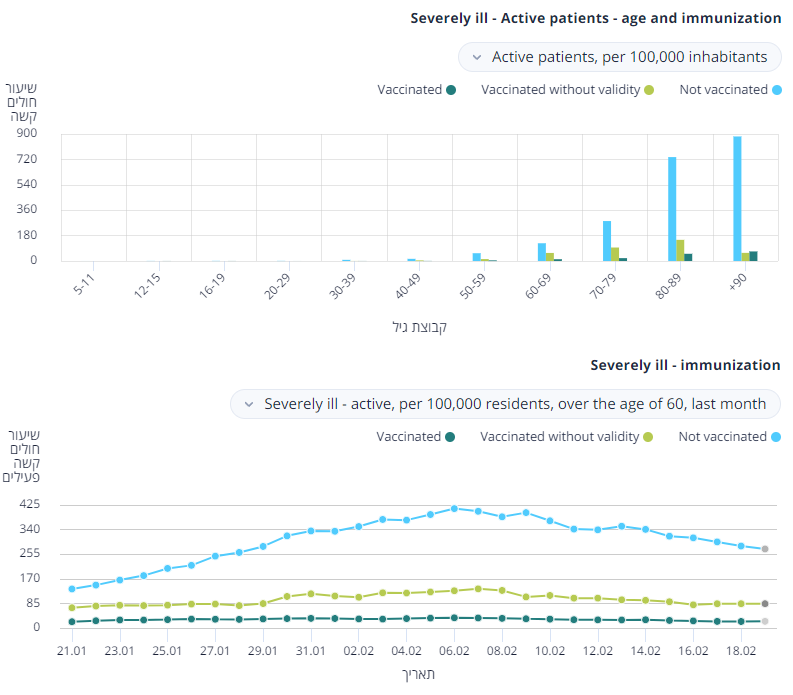 Severely ill - Active patients - age and immunization
Active patients, per 100,000 inhabitants
Vaccinated Vaccinated without validity Not vaccinated
שיעור
חולים
קשה
900
720
540
360
180
0
5-11 12-15 16-19 20-29 30-39 40-49 50-59 60-69 70-79 80-89 +90
קבוצת גיל
Severely ill - immunization
Severely ill - active, per 100,000 residents, over the age of 60, last month
Vaccinated Vaccinated without validity Not vaccinated
שיעור
חולים
קשה
פעילים
425
340
255
170
85
0
21.01 23.01 25.01 27.01 29.01 31.01 02.02 04.02 06.02 08.02 10.02 12.02 14.02 16.02 18.02
תאריך